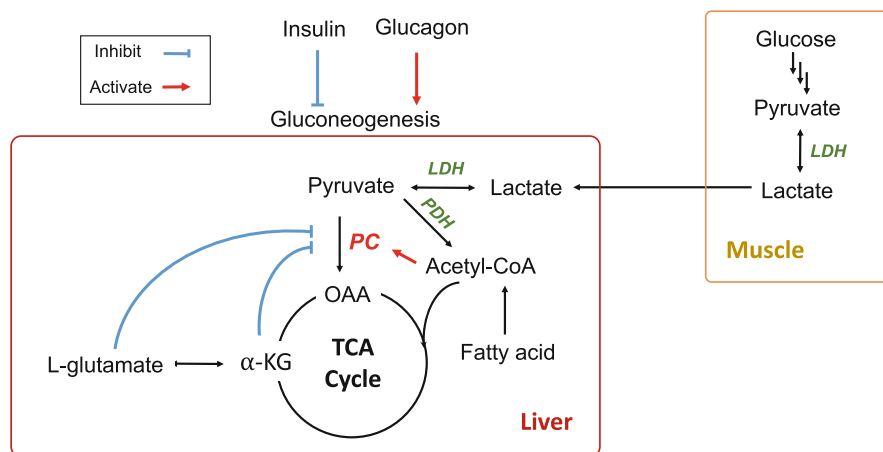 Insulin
Glucagon
Glucose
Inhibit
Activate
Gluconeogenesis
Pyruvate
LDH
Lactate
Muscle
Pyruvate
LDH
Lactate
PDH
PC
Acetyl-CoA
OAA
L-glutamate
α-KG
TCA
Cycle
Fatty acid
Liver